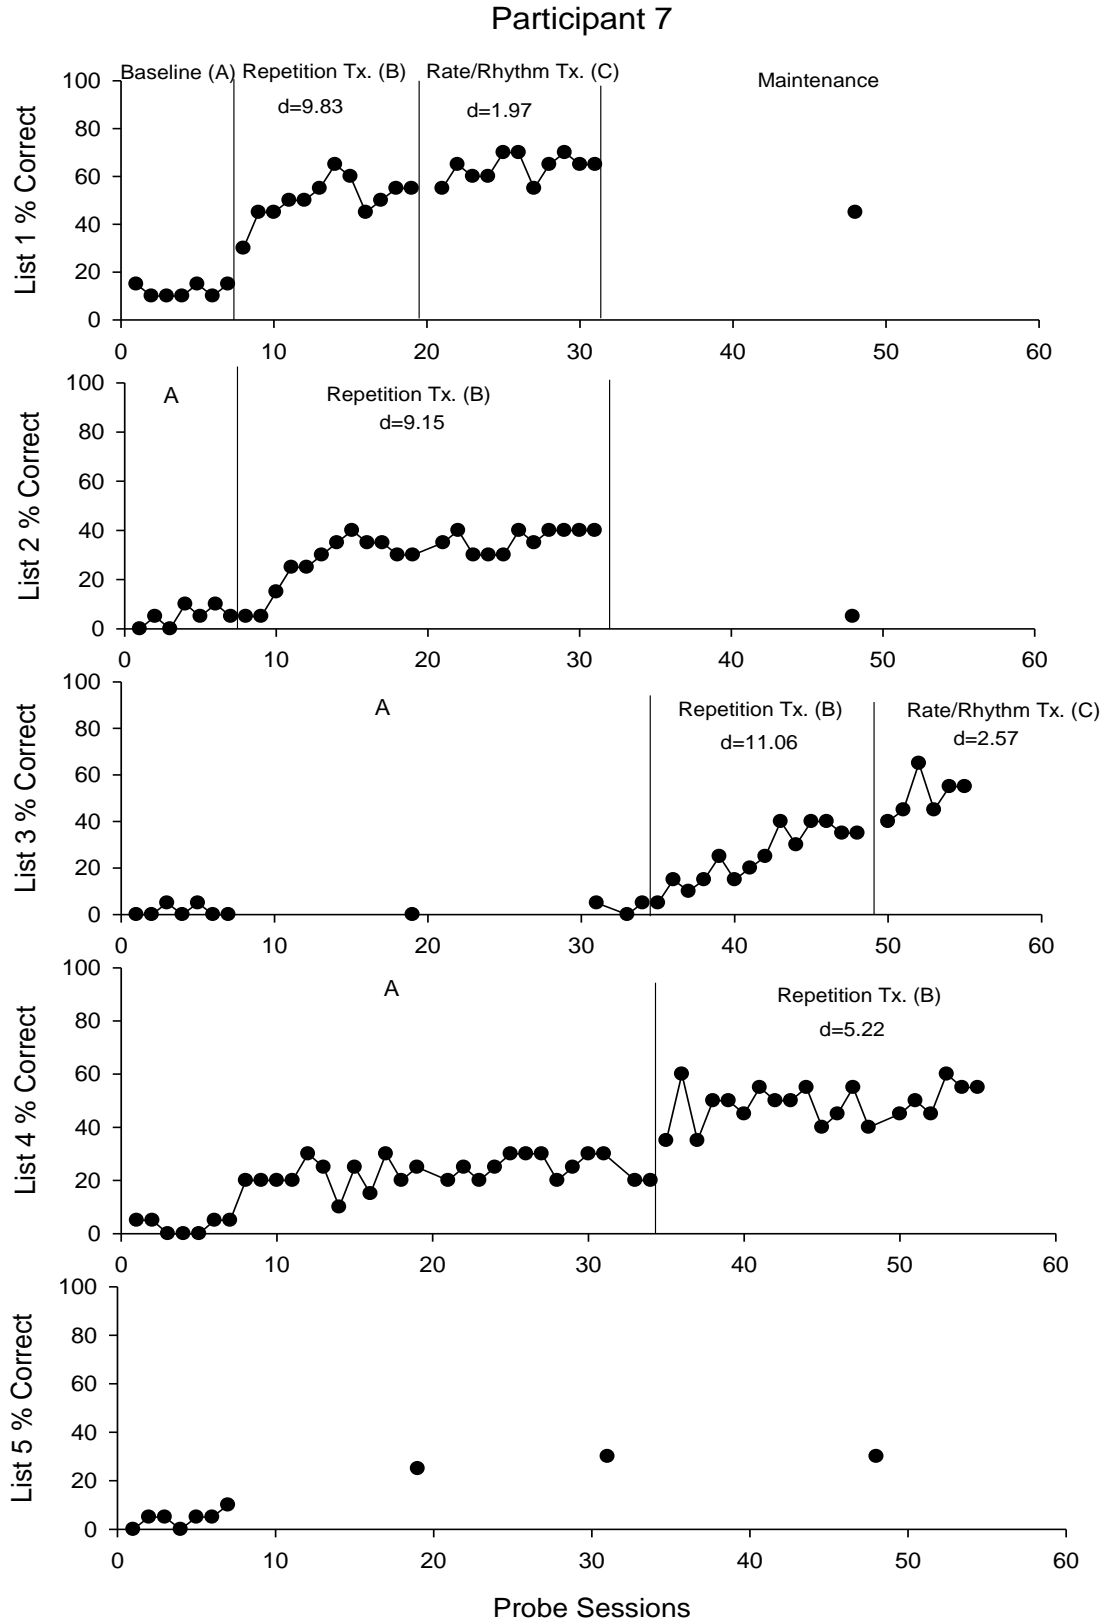 Participant 7
Baseline (A) Repetition Tx. (B) Rate/Rhythm Tx. (C) Maintenance
d=9.83 d=1.97
List 1 % Correct
100
80
60
40
20
0
0 10 20 30 40 50 60
A Repetition Tx. (B)
d=9.15
List 2 % Correct
100
80
60
40
20
0
0 10 20 30 40 50 60
A Repetition Tx. (B) Rate/Rhythm Tx. (C)
d=11.06 d=2.57
List 3 % Correct
100
80
60
40
20
0
0 10 20 30 40 50 60
A Repetition Tx. (B)
d=5.22
List 4 % Correct
100
80
60
40
20
0
0 10 20 30 40 50 60
List 5 % Correct
100
80
60
40
20
0
0 10 20 30 40 50 60
Probe Sessions